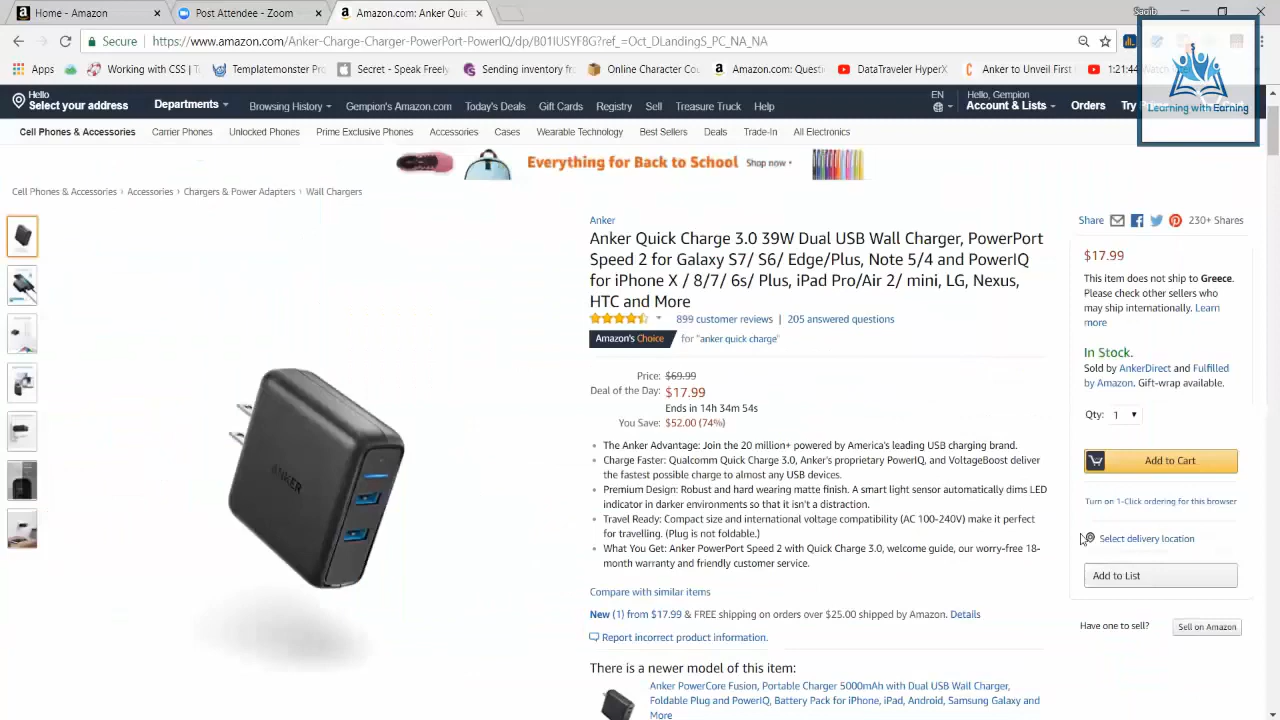 Home - Amazon
Post Attendee - Zoom
Amazon.com: Anker Quic
Secure
https://www.amazon.com/Anker-Charge-Charger-PowerPort-PowerIQ/dp/B01IUSYF8G?ref_=Oct_DLandingS_PC_NA_NA
Apps
Working with CSS | T
Templatemonster Pro
Secret - Speak Free
Sending inventory fr
Online Course Comp
Amazon.com: Questi
DataTraveler HyperX
Anker to Unveil First
1:21:44 Watch
Learning with Earning
Hello
Select your address
Departments
Browsing History
Gempion's Amazon.com
Today's Deals
Gift Cards
Registry
Sell
Treasure Truck
Help
EN
Hello, Gempion
Account & Lists
Orders
Try Prime
Cell Phones & Accessories
Carrier Phones
Unlocked Phones
Prime Exclusive Phones
Accessories
Cases
Wearable Technology
Best Sellers
Deals
Trade-In
All Electronics
Everything for Back to School
Shop now
Cell Phones & Accessories › Accessories › Chargers & Power Adapters › Wall Chargers
ANKER
Anker
Anker Quick Charge 3.0 39W Dual USB Wall Charger, PowerPort
Speed 2 for Galaxy S7/ S6/ Edge/Plus, Note 5/4 and PowerIQ
for iPhone X / 8/7/ 6s/ Plus, iPad Pro/Air 2/ mini, LG, Nexus,
HTC and More
899 customer reviews | 205 answered questions
Amazon's Choice for "anker quick charge"
Price: $69.99
Deal of the Day: $17.99
Ends in 14h 34m 54s
You Save: $52.00 (74%)
The Anker Advantage: Join the 20 million+ powered by America's leading USB charging brand.
Charge Faster: Qualcomm Quick Charge 3.0, Anker's proprietary PowerIQ, and VoltageBoost deliver
the fastest possible charge to almost any USB devices.
Premium Design: Robust and hard wearing matte finish. A smart light sensor automatically dims LED
indicator in darker environments so that it isn't a distraction.
Travel Ready: Compact size and international voltage compatibility (AC 100-240V) make it perfect
for travelling. (Plug is not foldable.)
What You Get: Anker PowerPort Speed 2 with Quick Charge 3.0, welcome guide, our worry-free 18-
month warranty and friendly customer service.
Compare with similar items
New (1) from $17.99 & FREE shipping on orders over $25.00 shipped by Amazon. Details
Report incorrect product information.
There is a newer model of this item:
Anker PowerCore Fusion, Portable Charger 5000mAh with Dual USB Wall Charger,
Foldable Plug and PowerIQ, Battery Pack for iPhone, iPad, Android, Samsung Galaxy and
More
Share
230+ Shares
$17.99
This item does not ship to Greece.
Please check other sellers who
may ship internationally. Learn
more
In Stock.
Sold by AnkerDirect and Fulfilled
by Amazon. Gift-wrap available.
Qty: 1
Add to Cart
Turn on 1-Click ordering for this browser
Select delivery location
Add to List
Have one to sell?
Sell on Amazon